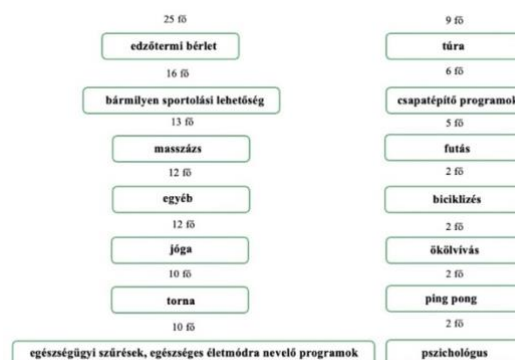 25 fő
edzőtermi bérlet
16 fő
bármilyen sportolási lehetőség
13 fő
masszázs
12 fő
egyéb
12 fő
jóga
10 fő
torna
10 fő
egészségügyi szűrések, egészséges életmódra nevelő programok
9 fő
túra
6 fő
csapatépítő programok
5 fő
futás
2 fő
biciklizés
2 fő
ökölvívás
2 fő
ping pong
2 fő
pszichológus